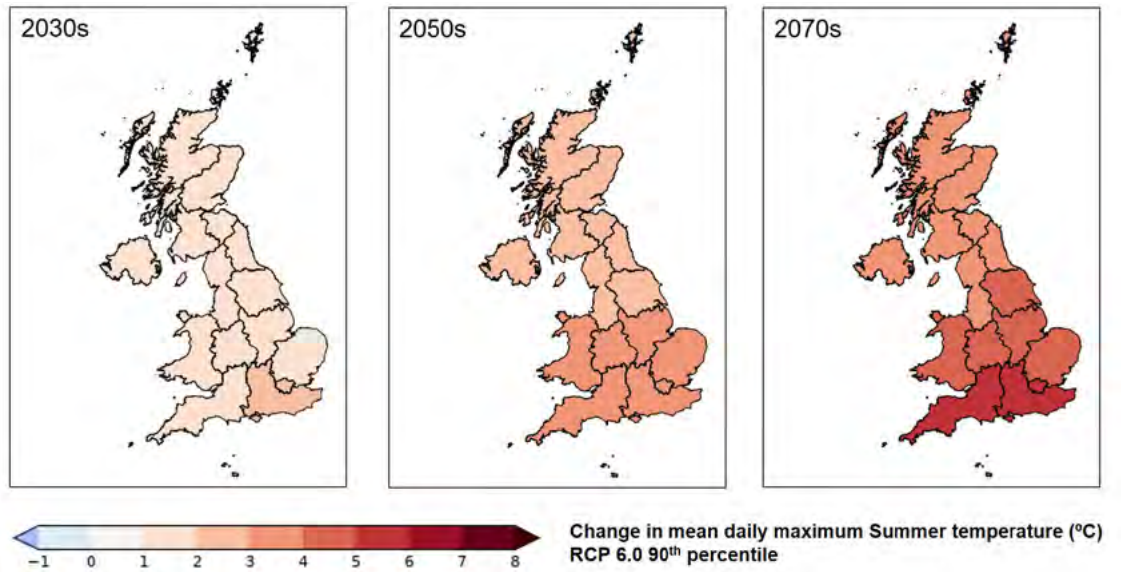 2030s
2050s
2070s
−1 0 1 2 3 4 5 6 7 8
Change in mean daily maximum Summer temperature (ºC)
RCP 6.0 90th percentile